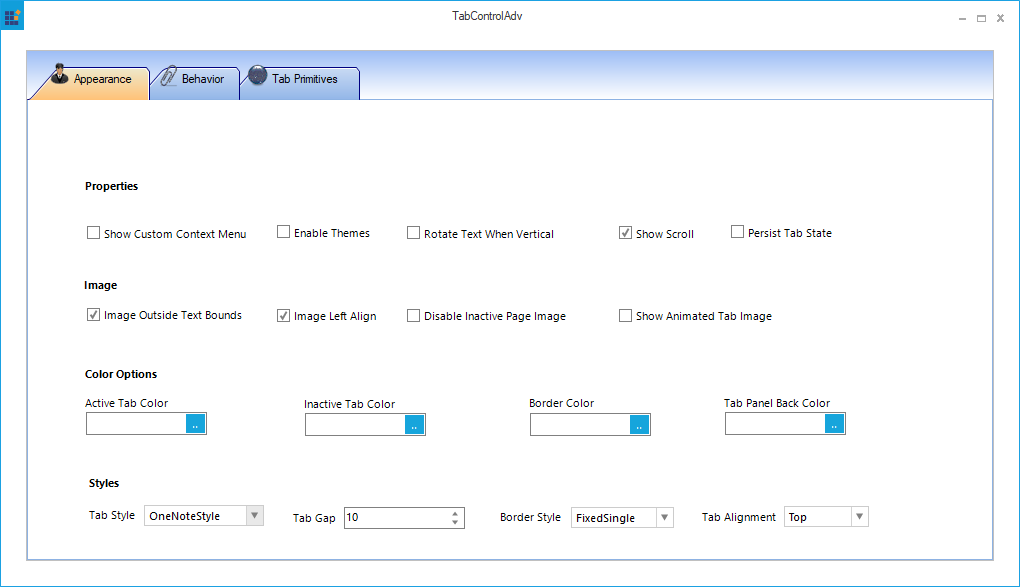 TabControlAdv
Appearance Behavior Tab Primitives
Properties
Show Custom Context Menu Enable Themes Rotate Text When Vertical Show Scroll Persist Tab State
Image
Image Outside Text Bounds Image Left Align Disable Inactive Page Image Show Animated Tab Image
Color Options
Active Tab Color Inactive Tab Color Border Color Tab Panel Back Color
.. .. .. ..
Styles
Tab Style OneNoteStyle Tab Gap 10 Border Style FixedSingle Tab Alignment Top